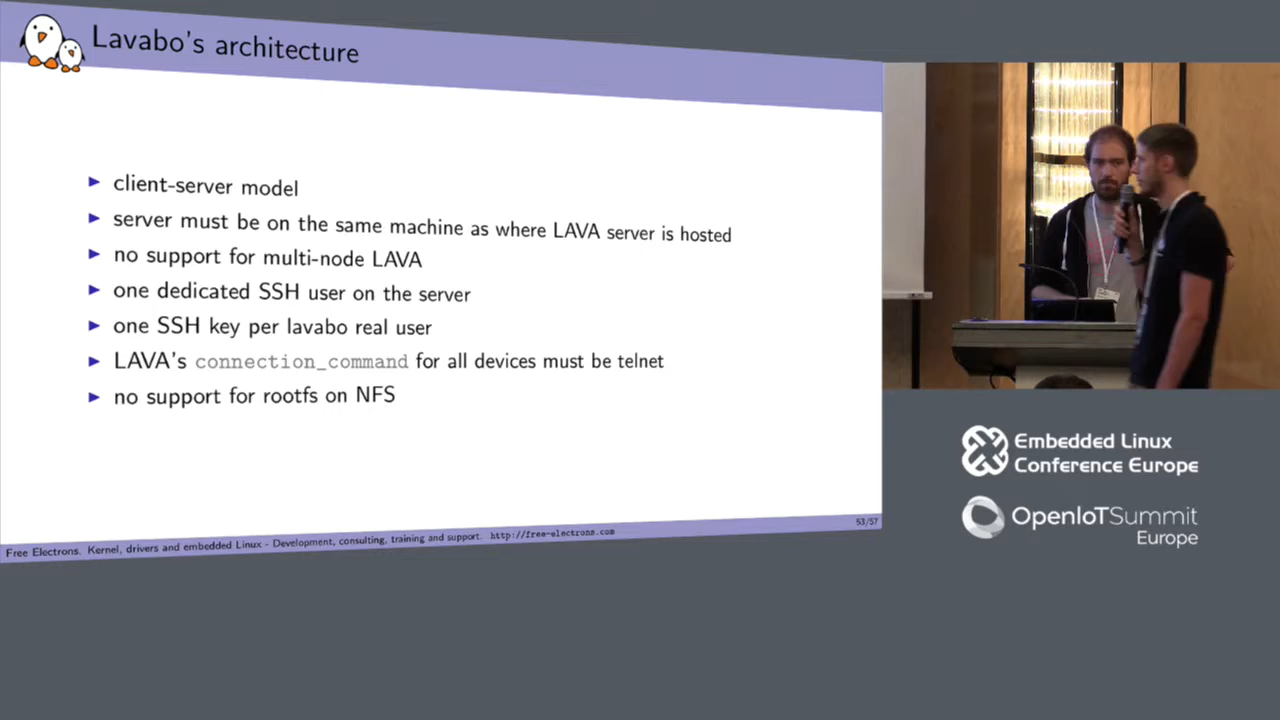 Lavabo's architecture
client-server model
server must be on the same machine as where LAVA server is hosted
no support for multi-node LAVA
one dedicated SSH user on the server
one SSH key per lavabo real user
LAVA's connection_command for all devices must be telnet
no support for rootfs on NFS
53/57
Free Electrons. Kernel, drivers and embedded Linux - Development, consulting, training and support. http://free-electrons.com
Embedded Linux
Conference Europe
OpenIoTSummit
Europe